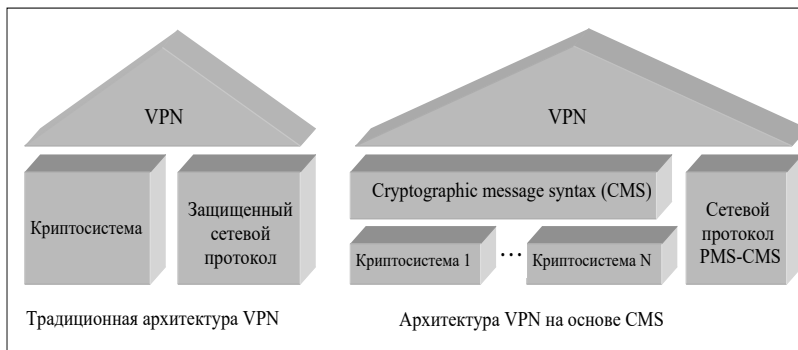 VPN
Криптосистема
Защищенный
сетевой
протокол
Традиционная архитектура VPN
VPN
Cryptographic message syntax (CMS)
Криптосистема 1
...
Криптосистема N
Сетевой
протокол
PMS-CMS
Архитектура VPN на основе CMS